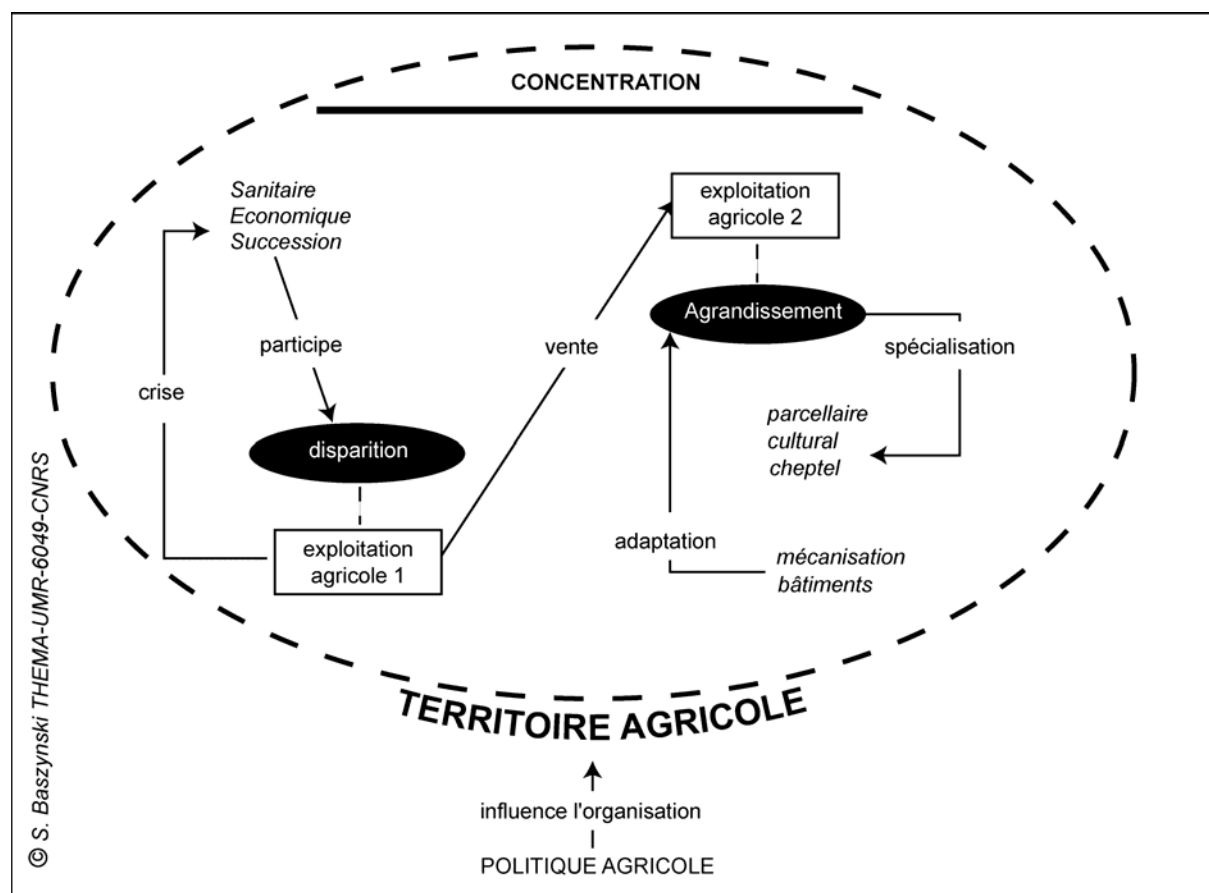 CONCENTRATION
Sanitaire
Economique
Succession
exploitation
agricole 2
Agrandissement
participe
vente
spécialisation
crise
parcellaire
cultural
cheptel
disparition
exploitation
agricole 1
adaptation
mécanisation
bâtiments
TERRITOIRE AGRICOLE
influence l'organisation
POLITIQUE AGRICOLE
© S. Baszynski THEMA-UMR-6049-CNRS